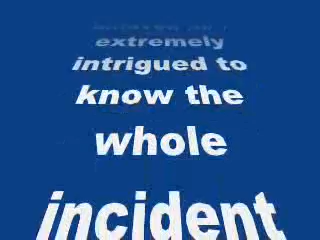 extremely
intrigued to
know the
whole
incident